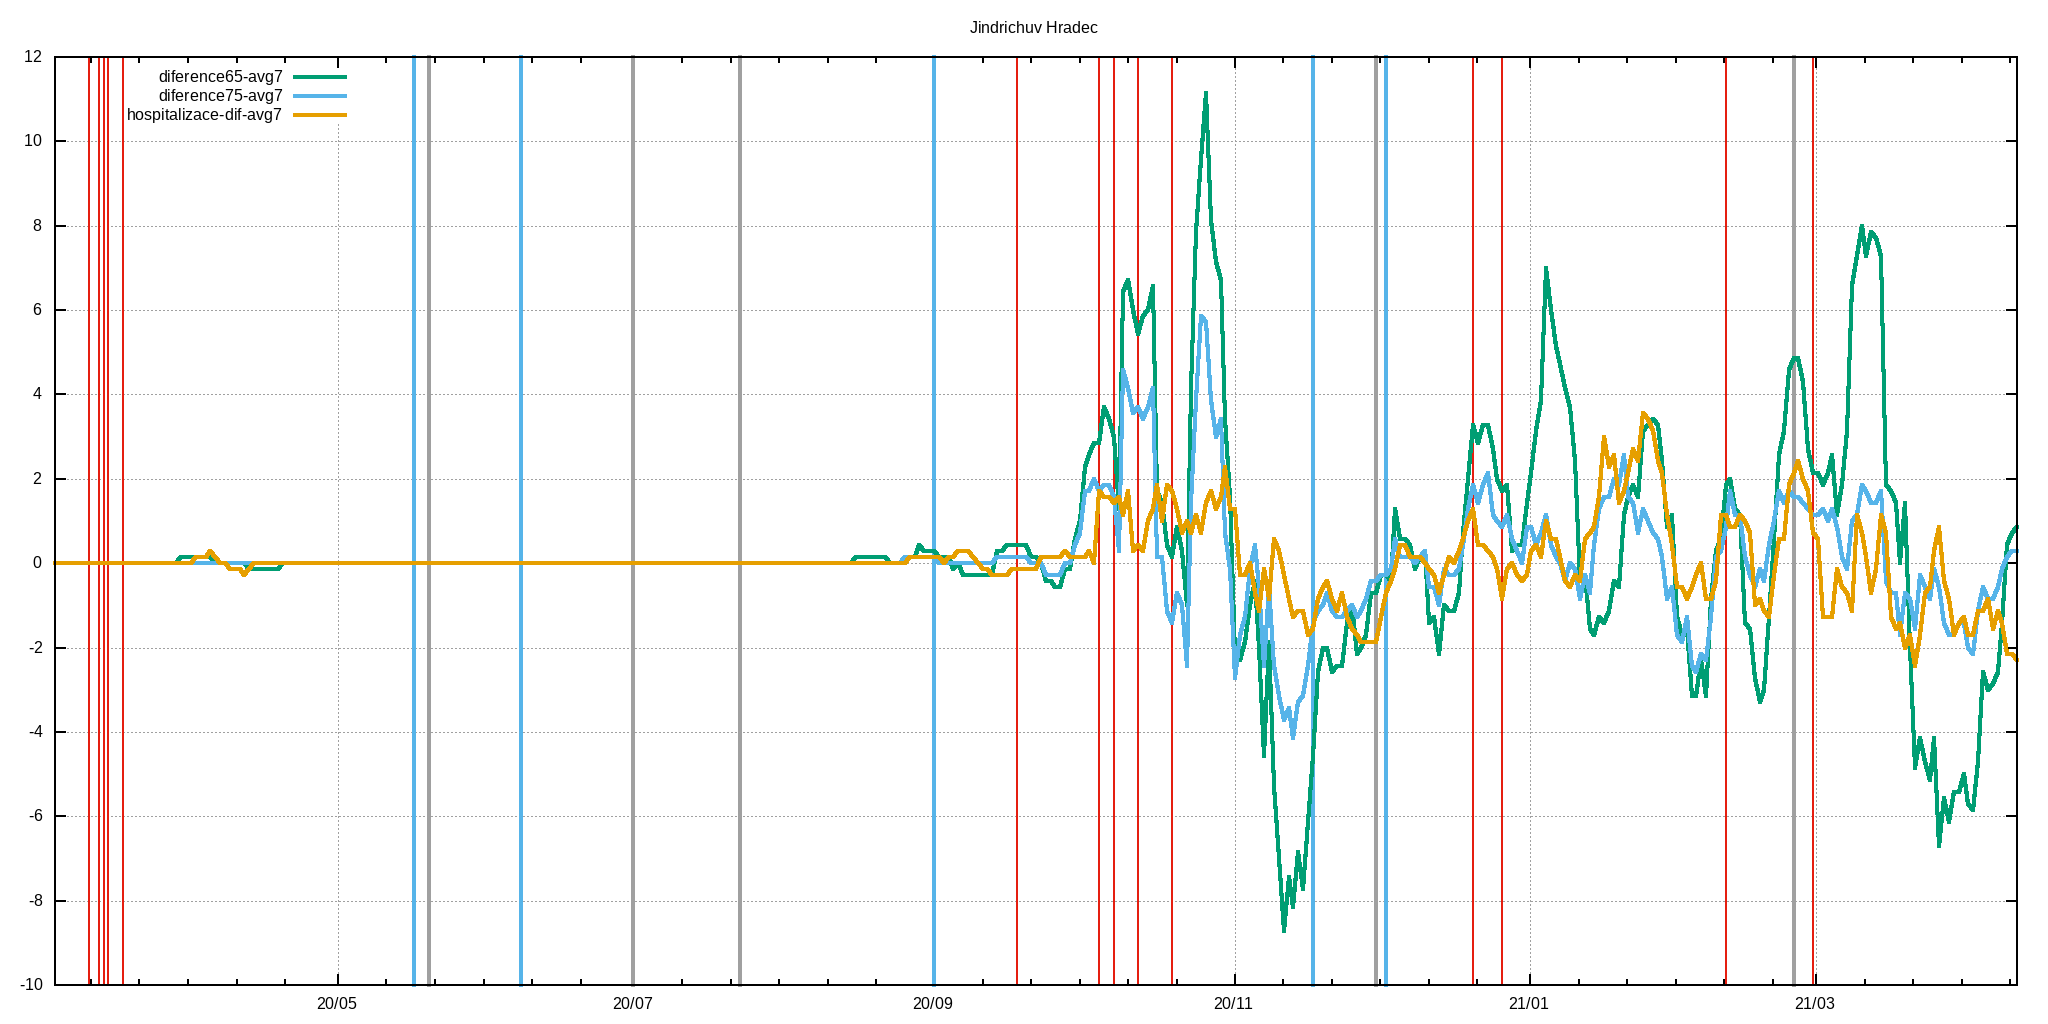 Jindrichuv Hradec
diference65-avg7
diference75-avg7
hospitalizace-dif-avg7
12
10
8
6
4
2
0
-2
-4
-6
-8
-10
20/05 20/07 20/09 20/11 21/01 21/03